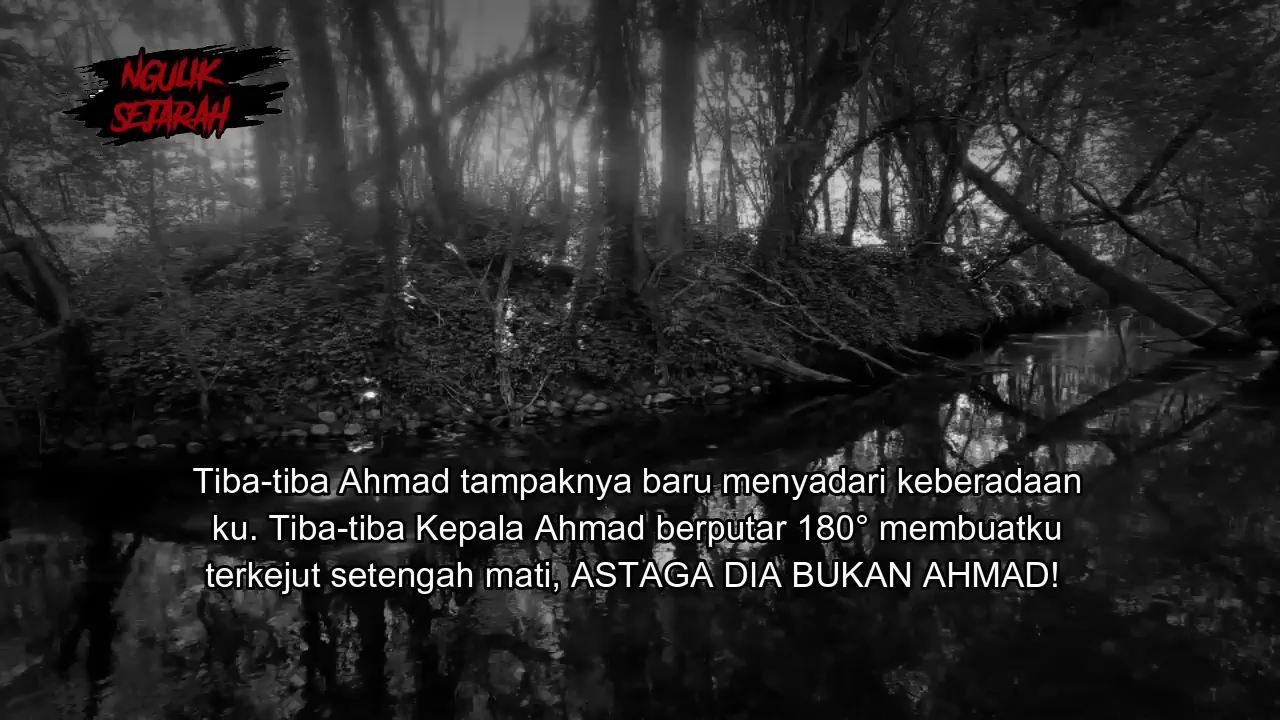 NGULIK
SEJARAH
Tiba-tiba Ahmad tampaknya baru menyadari keberadaan
ku. Tiba-tiba Kepala Ahmad berputar 180° membuatku
terkejut setengah mati, ASTAGA DIA BUKAN AHMAD!